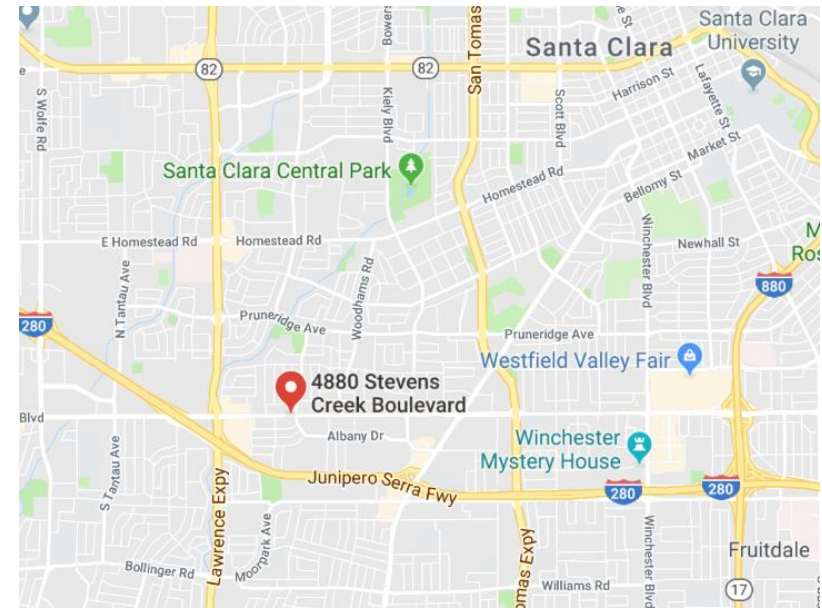 Santa Clara
University
Santa Clara
Bowers
San Tomas
82
82
S Wolfe Rd
Kiely Blvd
Scott Blvd
Harrison St
Lafayette St
Market St
Santa Clara Central Park
Homestead Rd
Bellomy St
E Homestead Rd
Homestead Rd
Winchester Blvd
Newhall St
M
Ros
N Tantau Ave
Woodhams Rd
880
280
Pruneridge Ave
Pruneridge Ave
Westfield Valley Fair
4880 Stevens
Creek Boulevard
Blvd
Albany Dr
Winchester
Mystery House
S Tantau Ave
Lawrence Expy
Junipero Serra Fwy
280
280
Moorpark Ave
Bollinger Rd
omas Expy
Winchester Blvd
Fruitdale
Williams Rd
17